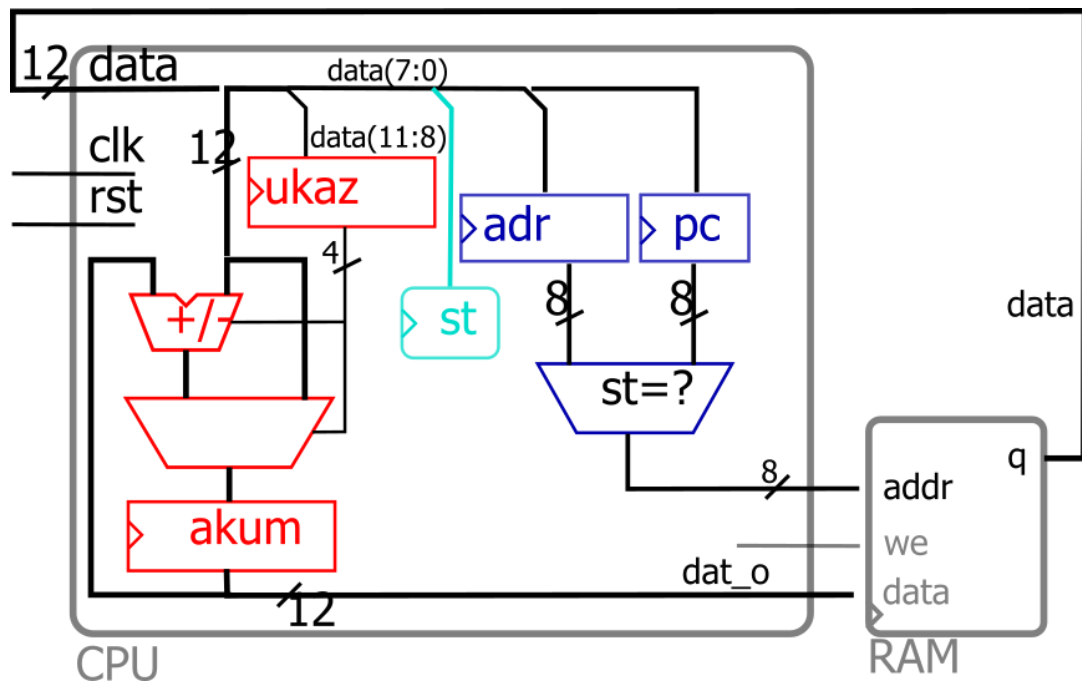 12 data
data(7:0)
clk
12
data(11:8)
rst
ukaz
adr
pc
4
8
8
+/-
st
data
st=?
q
8
addr
akum
we
dat_o
data
12
CPU
RAM